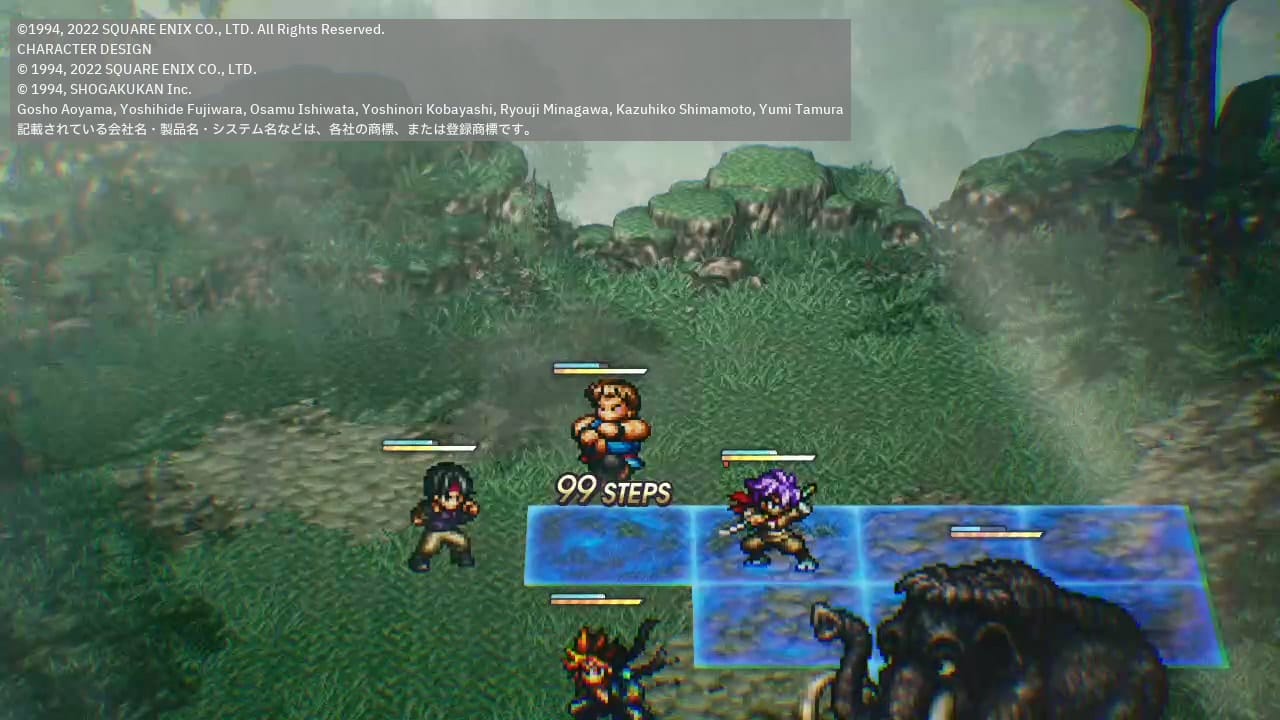 ©1994, 2022 SQUARE ENIX CO., LTD. All Rights Reserved.
CHARACTER DESIGN
© 1994, 2022 SQUARE ENIX CO., LTD.
© 1994, SHOGAKUKAN Inc.
Gosho Aoyama, Yoshihide Fujiwara, Osamu Ishiwata, Yoshinori Kobayashi, Ryouji Minagawa, Kazuhiko Shimamoto, Yumi Tamura
記載されている会社名・製品名・システム名などは、各社の商標、または登録商標です。
99 STEPS